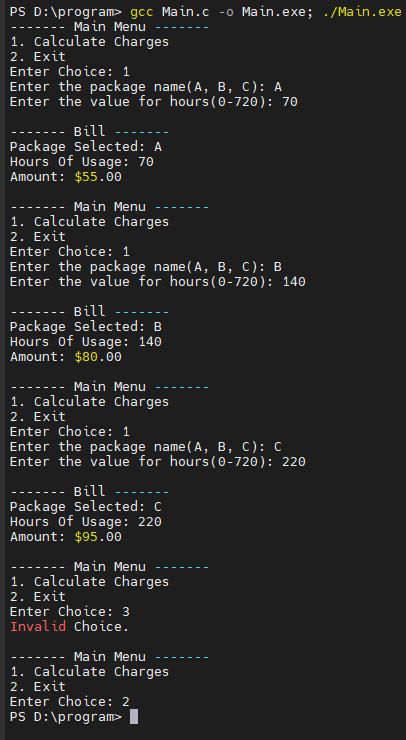 PS D:\program> gcc Main.c -o Main.exe; ./Main.exe
------- Main Menu -------
1. Calculate Charges
2. Exit
Enter Choice: 1
Enter the package name(A, B, C): A
Enter the value for hours(0-720): 70
------- Bill -------
Package Selected: A
Hours Of Usage: 70
Amount: $55.00
------- Main Menu -------
1. Calculate Charges
2. Exit
Enter Choice: 1
Enter the package name(A, B, C): B
Enter the value for hours(0-720): 140
------- Bill -------
Package Selected: B
Hours Of Usage: 140
Amount: $80.00
------- Main Menu -------
1. Calculate Charges
2. Exit
Enter Choice: 1
Enter the package name(A, B, C): C
Enter the value for hours(0-720): 220
------- Bill -------
Package Selected: C
Hours Of Usage: 220
Amount: $95.00
------- Main Menu -------
1. Calculate Charges
2. Exit
Enter Choice: 3
Invalid Choice.
------- Main Menu -------
1. Calculate Charges
2. Exit
Enter Choice: 2
PS D:\program>